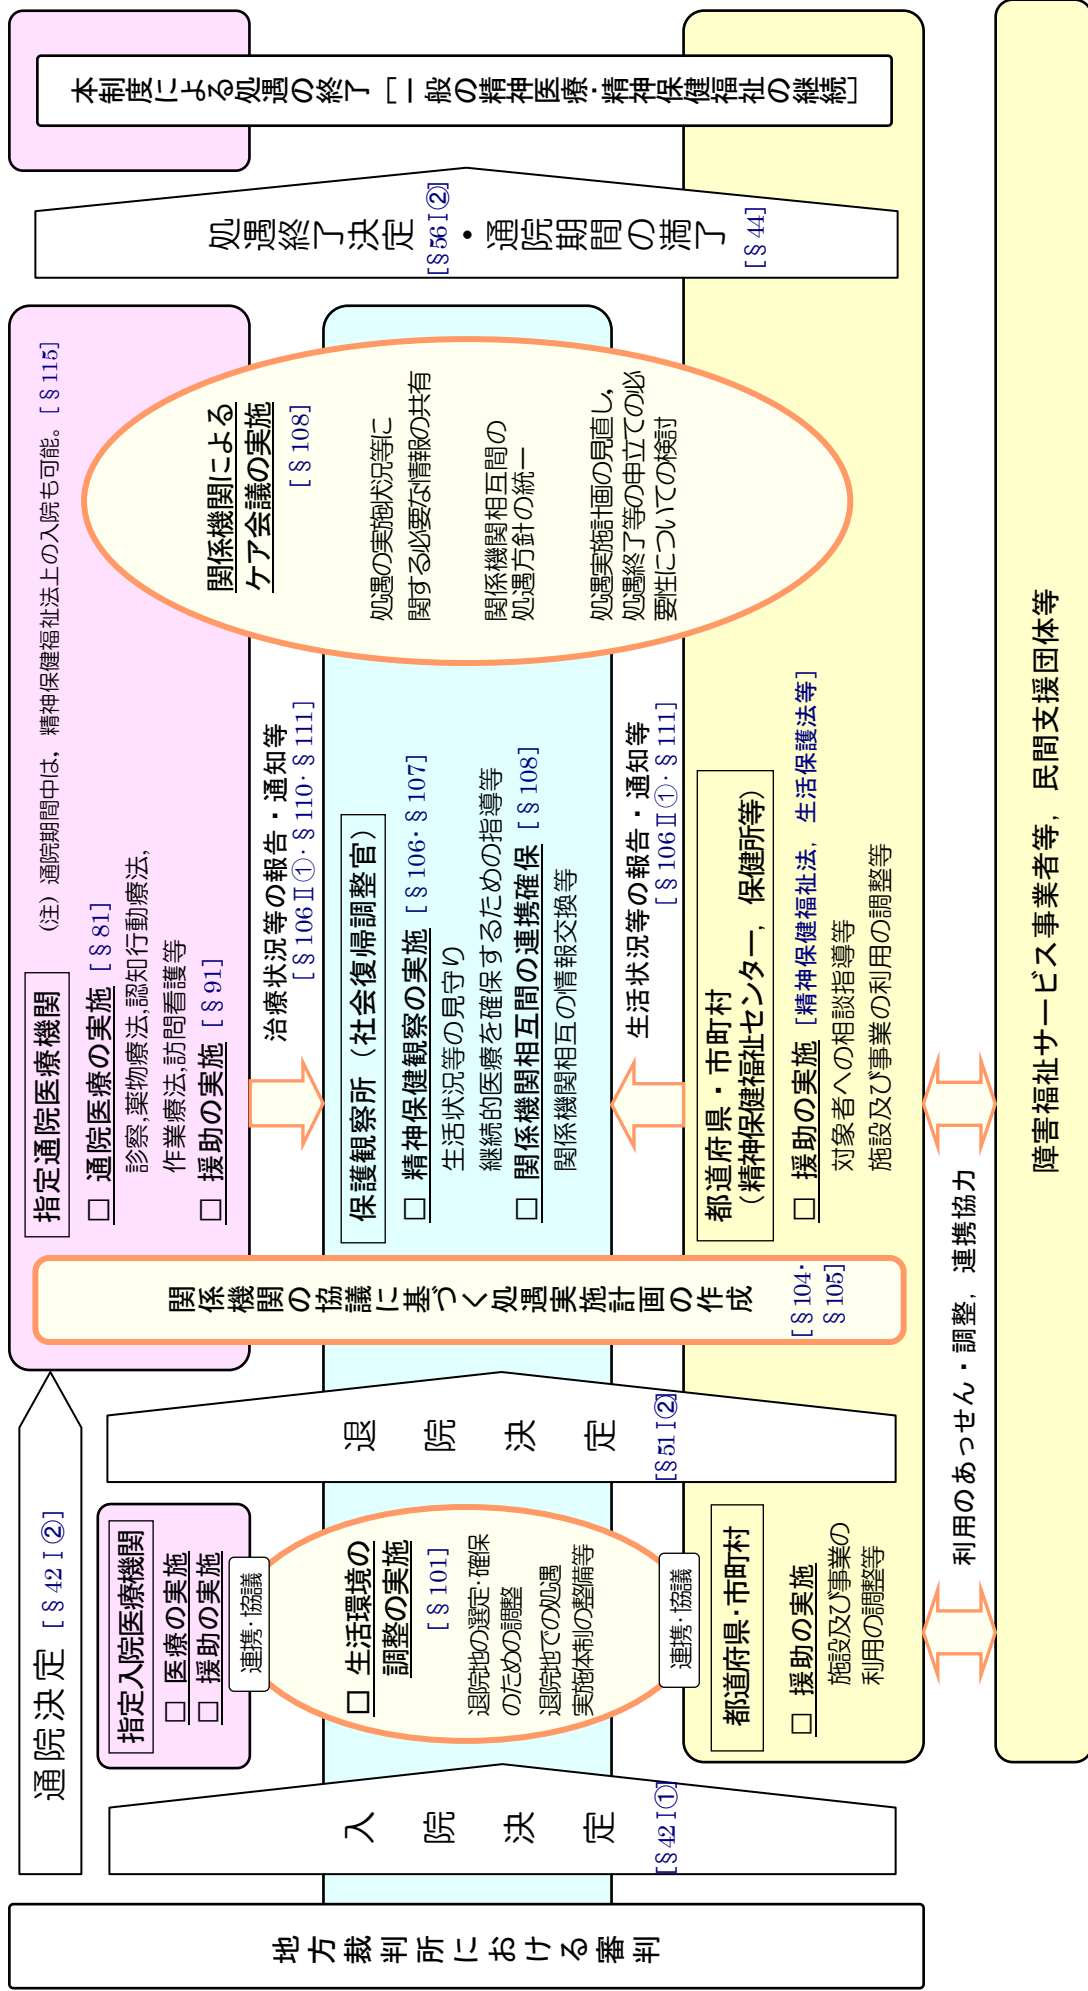 地方裁判所における審判
通院決定 [§42Ⅰ②]
入院決定
[§42Ⅰ①]
指定入院医療機関
□ 医療の実施
□ 援助の実施
連携・協議
□ 生活環境の
調整の実施
[§101]
退院地の選定・確保
のための調整
退院地での処遇
実施体制の整備等
連携・協議
都道府県・市町村
□ 援助の実施
施設及び事業の
利用の調整等
退院決定
[§51Ⅰ②]
関係機関の協議に基づく処遇実施計画の作成
[§104・
§105]
指定通院医療機関
(注) 通院期間中は，精神保健福祉法上の入院も可能。[§115]
□ 通院医療の実施 [§81]
診察,薬物療法,認知行動療法,
作業療法,訪問看護等
□ 援助の実施 [§91]
治療状況等の報告・通知等
[§106Ⅱ①・§110・§111]
保護観察所（社会復帰調整官）
□ 精神保健観察の実施 [§106・§107]
生活状況等の見守り
継続的医療を確保するための指導等
□ 関係機関相互間の連携確保 [§108]
関係機関相互の情報交換等
生活状況等の報告・通知等
[§106Ⅱ①・§111]
都道府県・市町村
（精神保健福祉センター，保健所等）
□ 援助の実施 [精神保健福祉法，生活保護法等]
対象者への相談指導等
施設及び事業の利用の調整等
関係機関による
ケア会議の実施
[§108]
処遇の実施状況等に
関する必要な情報の共有
関係機関相互間の
処遇方針の統一
処遇実施計画の見直し，
処遇終了等の申立ての必
要性についての検討
処遇終了決定・通院期間の満了
[§56Ⅰ②]
[§44]
本制度による処遇の終了［一般の精神医療・精神保健福祉の継続］
利用のあっせん・調整，連携協力
障害福祉サービス事業者等，民間支援団体等